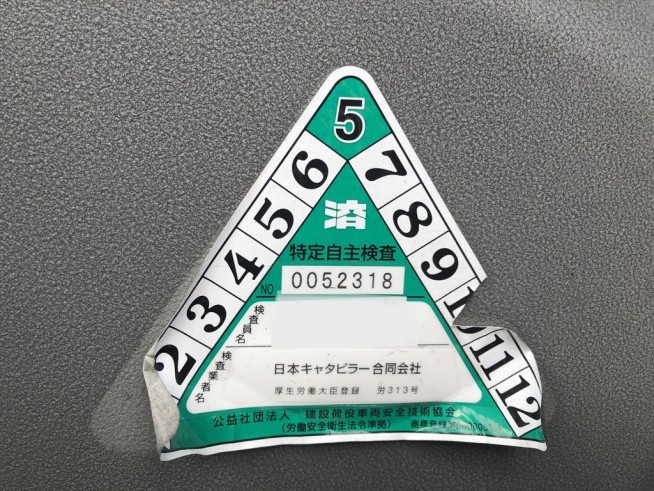 5
6
7
5
8
4
9
3
2
11
12
済
特定自主検査
NO. 0052318
検査員名
検査業者名
日本キャタピラー合同会社
厚生労働大臣登録 労313号
公益社団法人 建設荷役車両安全技術協会
(労働安全衛生法令準拠)